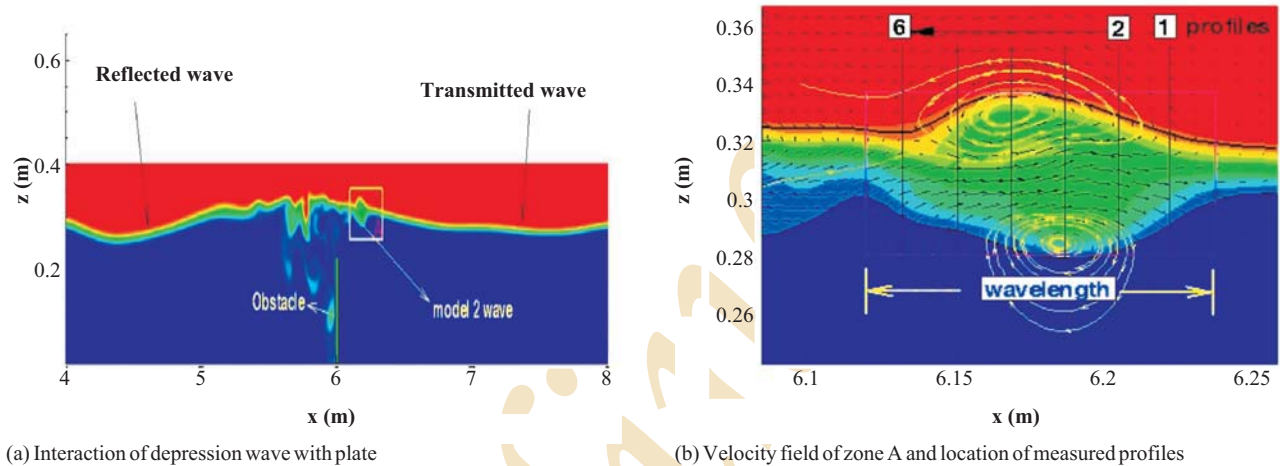 0.6
0.4
0.2
z (m)
Reflected wave
Transmitted wave
Obstacle
model 2 wave
4 5 6 7 8
x (m)
(a) Interaction of depression wave with plate
0.36
0.34
0.32
0.3
0.28
0.26
z (m)
6 2 1 profiles
wavelength
6.1 6.15 6.2 6.25
x (m)
(b) Velocity field of zone A and location of measured profiles